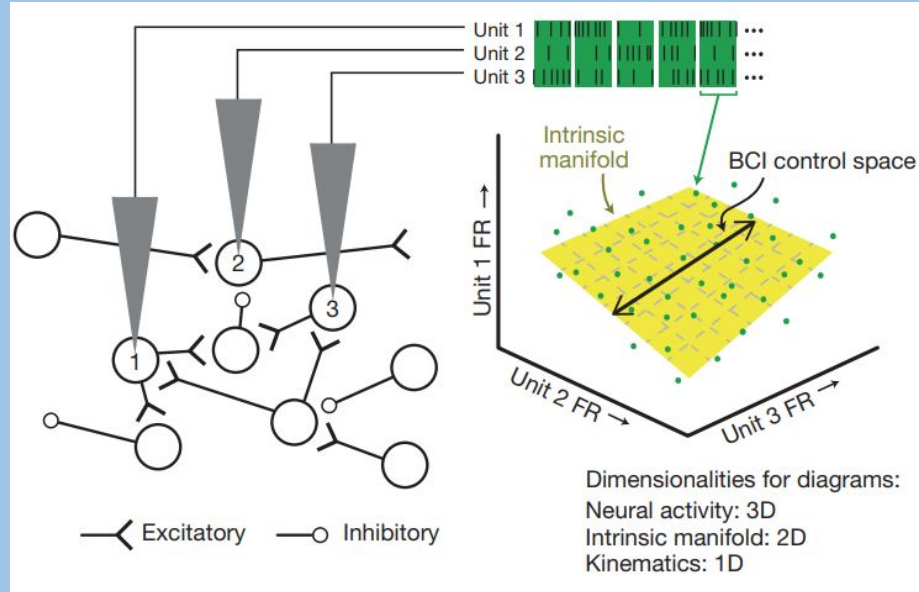 Unit 1
Unit 2
Unit 3
•••
•••
•••
Intrinsic
manifold
BCI control space
Unit 1 FR →
Unit 2 FR →
Unit 3 FR →
1
2
3
Excitatory
Inhibitory
Dimensionalities for diagrams:
Neural activity: 3D
Intrinsic manifold: 2D
Kinematics: 1D